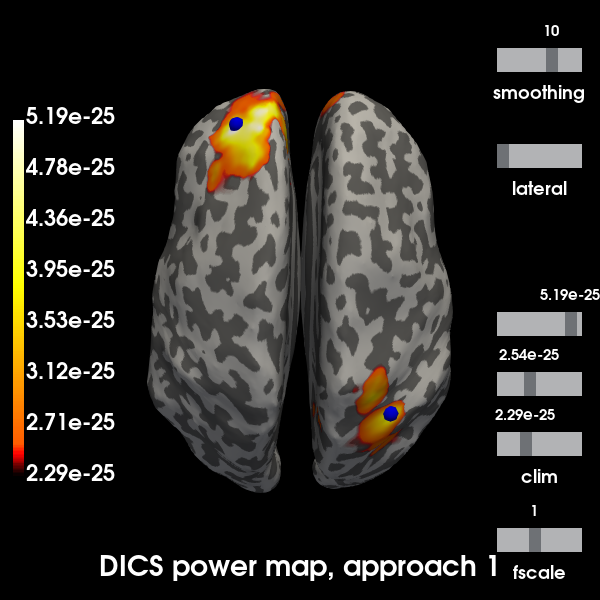 5.19e-25
4.78e-25
4.36e-25
3.95e-25
3.53e-25
3.12e-25
2.71e-25
2.29e-25
10
smoothing
lateral
5.19e-25
2.54e-25
2.29e-25
clim
1
fscale
DICS power map, approach 1